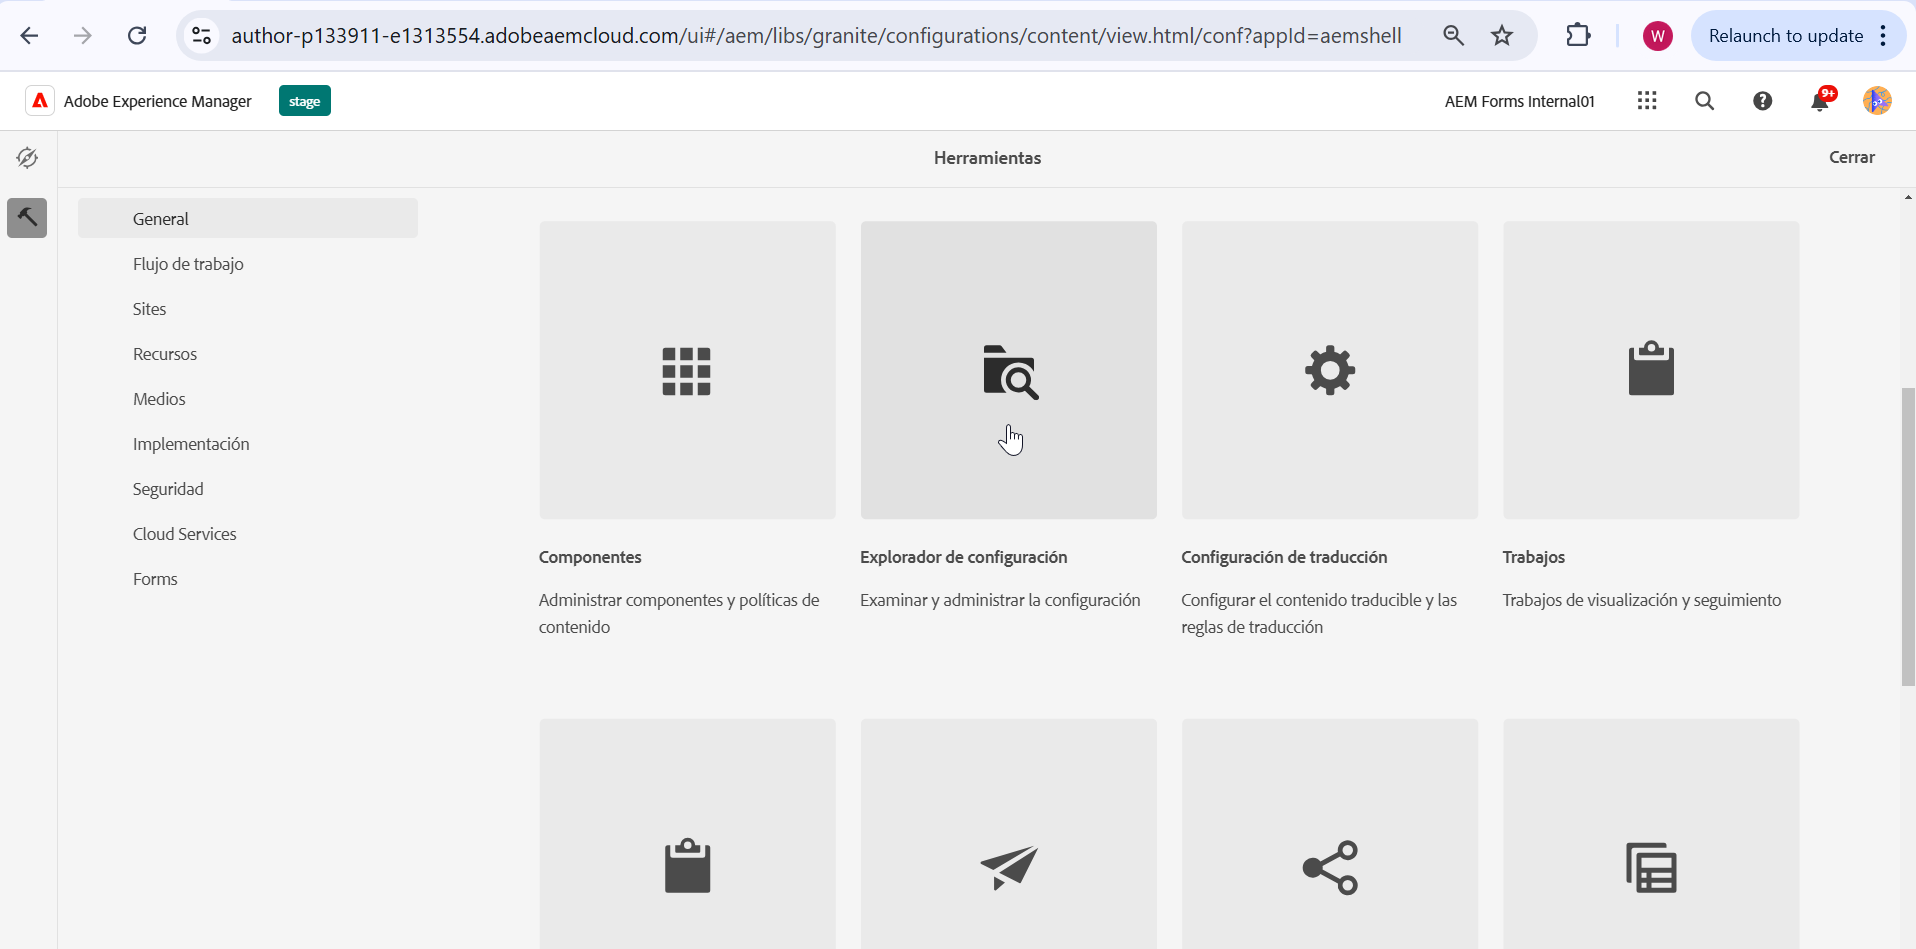 author-p133911-e1313554.adobeaemcloud.com/ui#/aem/libs/granite/configurations/content/view.html/conf?appId=aemshell
W
Relaunch to update
Adobe Experience Manager
stage
AEM Forms Internal01
9+
Herramientas
Cerrar
General
Flujo de trabajo
Sites
Recursos
Medios
Implementación
Seguridad
Cloud Services
Forms
Componentes
Administrar componentes y políticas de
contenido
Explorador de configuración
Examinar y administrar la configuración
Configuración de traducción
Configurar el contenido traducible y las
reglas de traducción
Trabajos
Trabajos de visualización y seguimiento